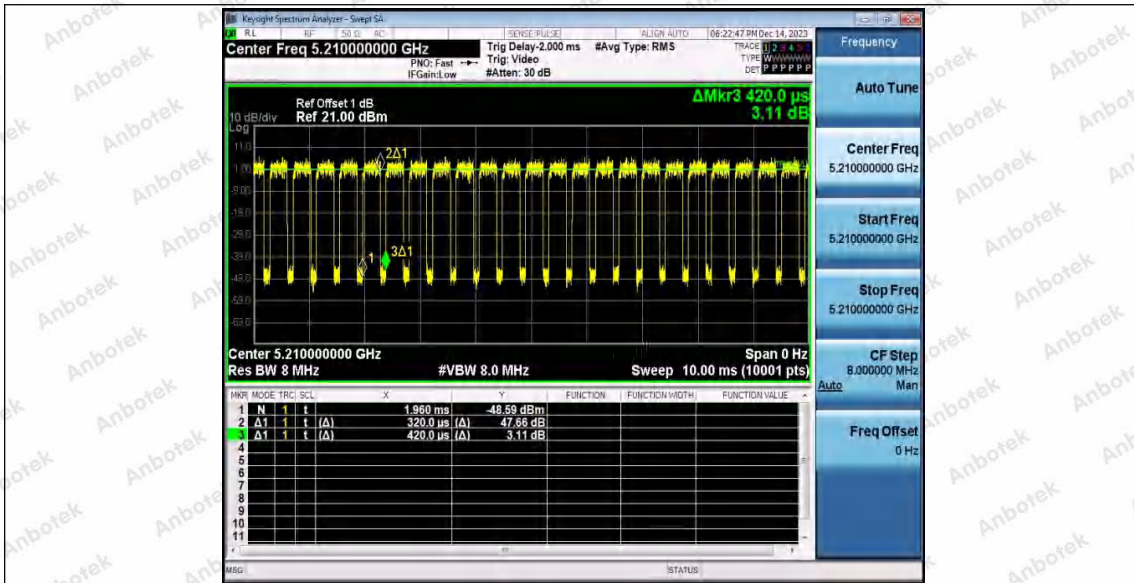 Keysight Spectrum Analyzer - Swept SA
RL RF 50 Ω AC SENSE:PULSE ALIGN AUTO 06:22:47 PM Dec 14, 2023
Center Freq 5.210000000 GHz Trig Delay-2.000 ms #Avg Type: RMS TRACE 1 2 3 4 5 6
PNO: Fast Trig: Video TYPE WWWWWW
IFGain:Low #Atten: 30 dB DET P P P P P P
ΔMkr3 420.0 µs
3.11 dB
Ref Offset 1 dB
10 dB/div Ref 21.00 dBm
Log
11.0
1.00
-9.00
-19.0
-29.0
-39.0
-49.0
-59.0
-69.0
2Δ1
1
3Δ1
Center 5.210000000 GHz Span 0 Hz
Res BW 8 MHz #VBW 8.0 MHz Sweep 10.00 ms (10001 pts)
MKR MODE TRC SCL X Y FUNCTION FUNCTION WIDTH FUNCTION VALUE
1 N 1 t 1.960 ms -48.59 dBm
2 Δ1 1 t (Δ) 320.0 µs (Δ) 47.66 dB
3 Δ1 1 t (Δ) 420.0 µs (Δ) 3.11 dB
4
5
6
7
8
9
10
11
MSG STATUS
Frequency
Auto Tune
Center Freq
5.210000000 GHz
Start Freq
5.210000000 GHz
Stop Freq
5.210000000 GHz
CF Step
8.000000 MHz
Auto Man
Freq Offset
0 Hz
Anbotek